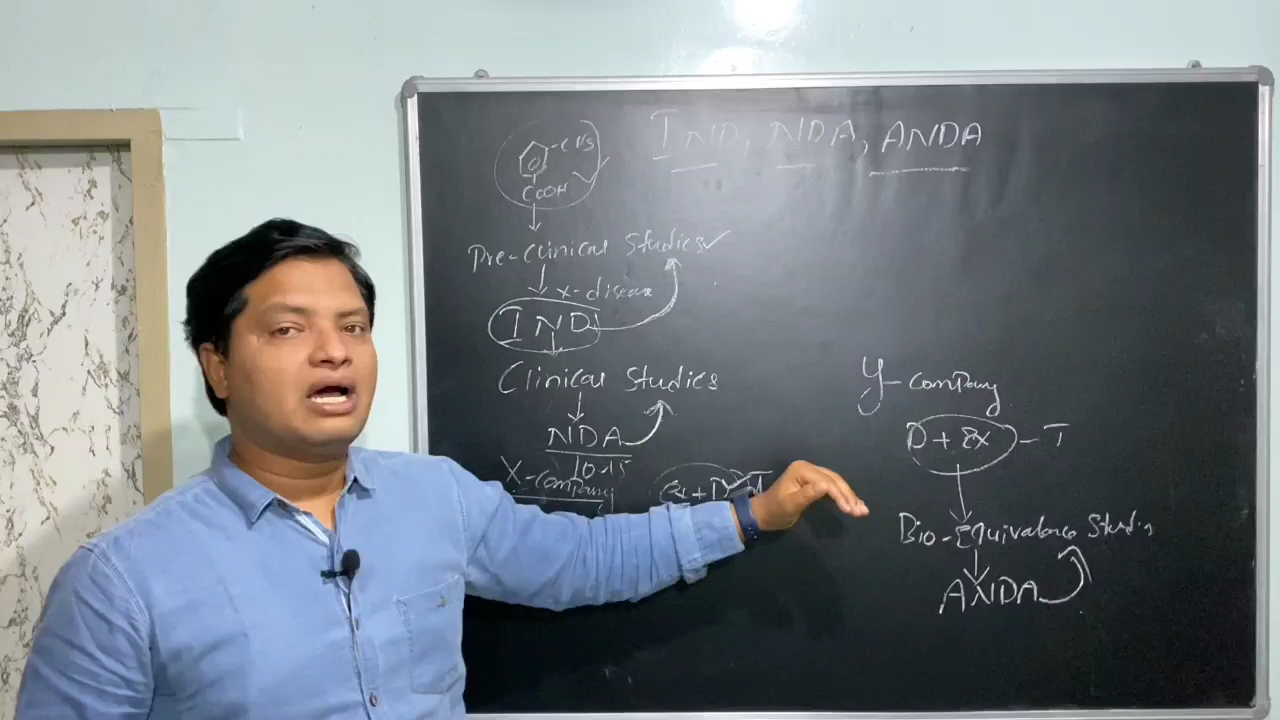 IND, NDA, ANDA
COOH
Pre-Clinical Studies
x-disease
IND
Clinical Studies
NDA
10-15
X-company
Ex + D
Y-company
D + Ex - T
Bio-Equivalence Studies
ANDA